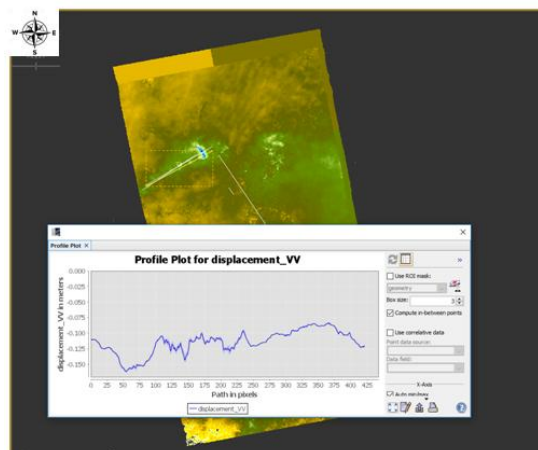 N
W E
S
Profile Plot
Profile Plot for displacement_VV
displacement_VV in meters
0.000
-0.025
-0.050
-0.075
-0.100
-0.125
-0.150
0 25 50 75 100 125 150 175 200 225 250 275 300 325 350 375 400 425
Path in pixels
displacement_VV
Use ROI mask:
geometry
Box size: 3
Compute in-between points
Use correlative data
Point data source:
Data field:
X-Axis
Auto min/max